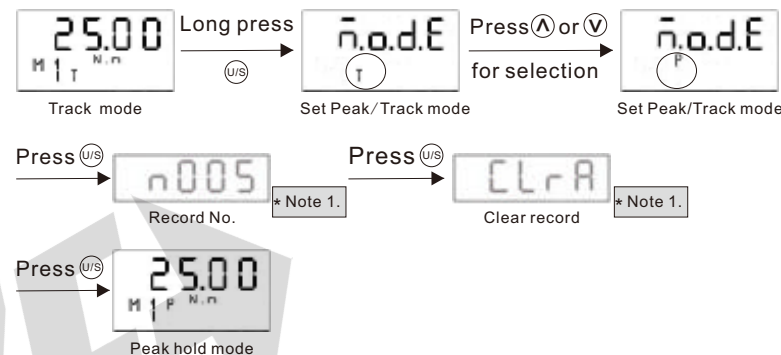 25.00 Long press m.o.d.E Press Λ or V m.o.d.E
M 1 T N.m U/S T for selection P
Track mode Set Peak/Track mode Set Peak/Track mode
Press U/S n005 Press U/S CLrA
* Note 1. * Note 1.
Record No. Clear record
Press U/S 25.00
M 1 P N.m
Peak hold mode